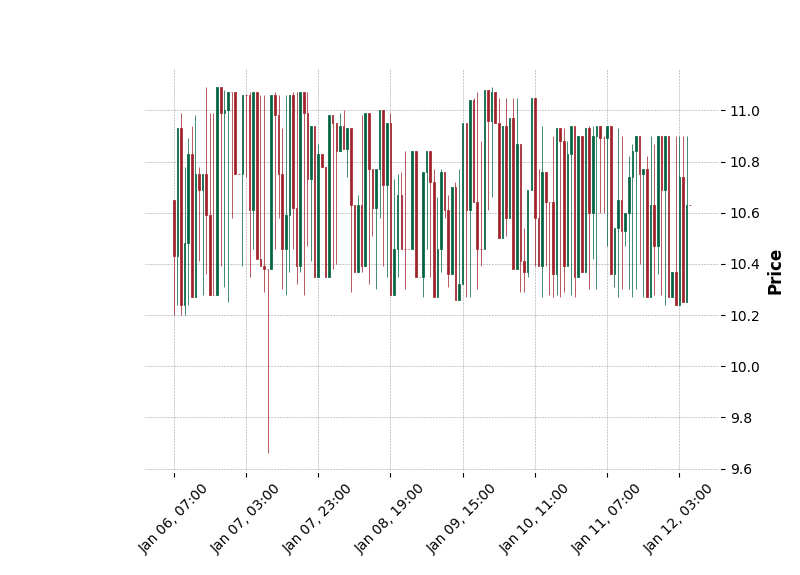 11.0
10.8
10.6
10.4
10.2
10.0
9.8
9.6
Price
Jan 06, 07:00
Jan 07, 03:00
Jan 07, 23:00
Jan 08, 19:00
Jan 09, 15:00
Jan 10, 11:00
Jan 11, 07:00
Jan 12, 03:00